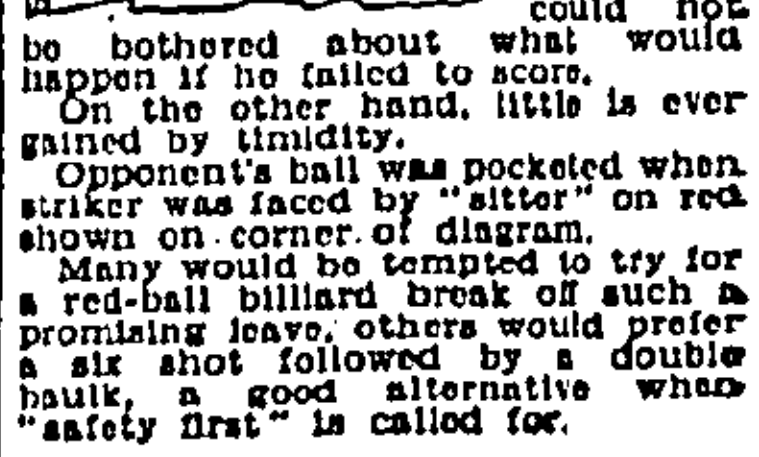 could not
be bothered about what would
happen if he failed to score.
On the other hand, little is ever
gained by timidity.
Opponent's ball was pocketed when
striker was faced by "sitter" on red
shown on corner of diagram.
Many would be tempted to try for
a red-ball billiard break off such a
promising leave, others would prefer
a six shot followed by a double
baulk, a good alternative when
"safety first" is called for.